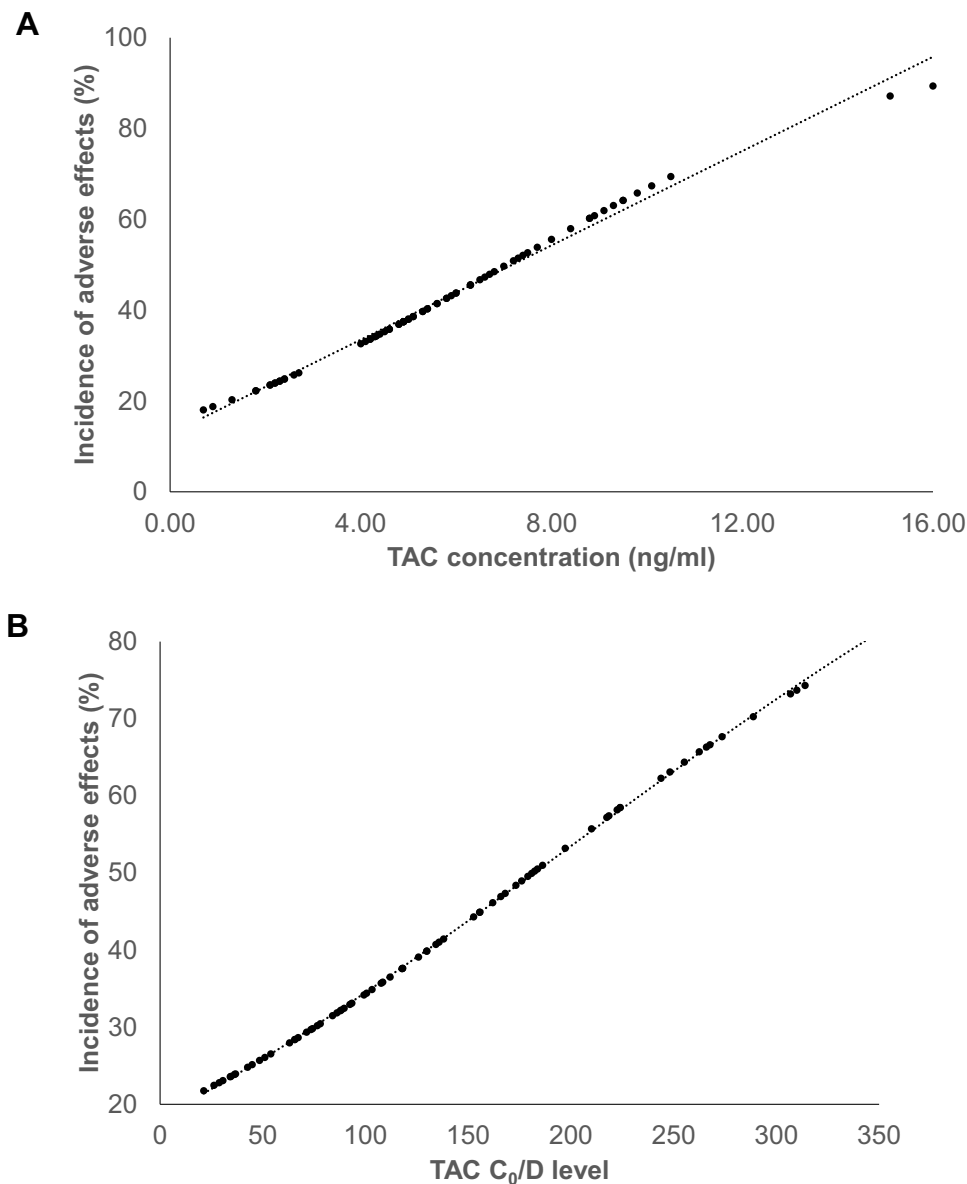 A
Incidence of adverse effects (%)
100
80
60
40
20
0
0.00 4.00 8.00 12.00 16.00
TAC concentration (ng/ml)
B
Incidence of adverse effects (%)
80
70
60
50
40
30
20
0 50 100 150 200 250 300 350
TAC C₀/D level